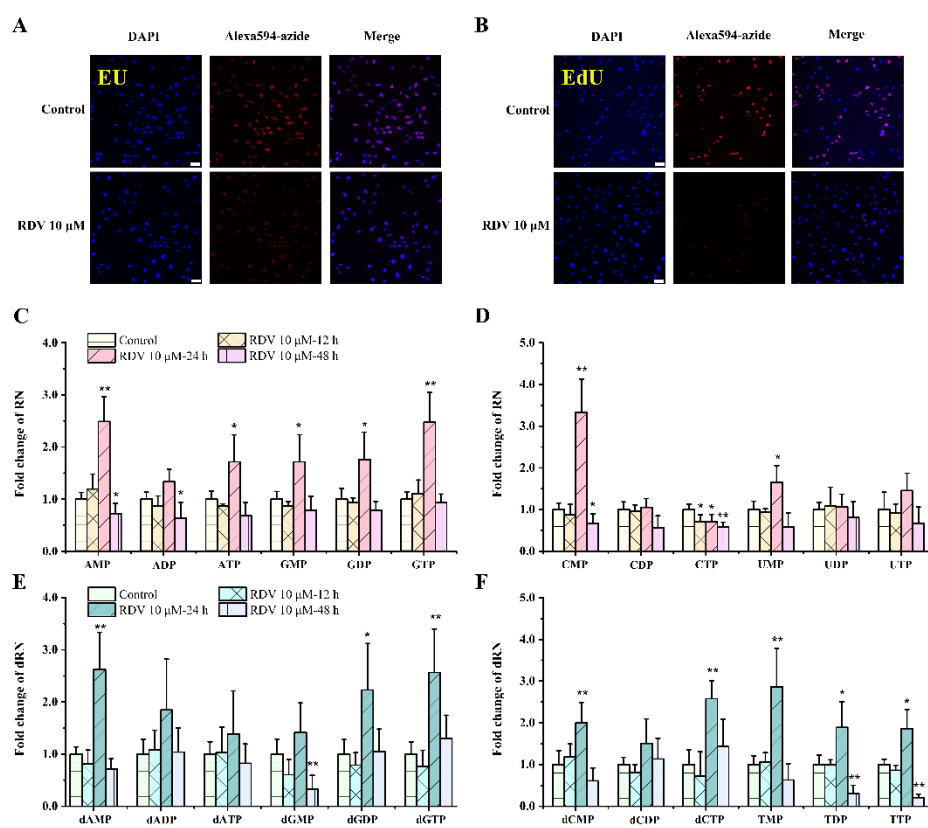 A
DAPI Alexa594-azide Merge
EU
Control
RDV 10 μM
B
DAPI Alexa594-azide Merge
EdU
Control
RDV 10 μM
C
Control RDV 10 μM-12 h
RDV 10 μM-24 h RDV 10 μM-48 h
Fold change of RN
4.0
3.0
2.0
1.0
0.0
** * * * * * * **
AMP ADP ATP GMP GDP GTP
D
Fold change of RN
5.0
4.0
3.0
2.0
1.0
0.0
** * * * ** *
CMP CDP CTP UMP UDP UTP
E
Control RDV 10 μM-12 h
RDV 10 μM-24 h RDV 10 μM-48 h
Fold change of dRN
4.0
3.0
2.0
1.0
0.0
** ** * **
dAMP dADP dATP dGMP dGDP dGTP
F
Fold change of dRN
5.0
4.0
3.0
2.0
1.0
0.0
** ** ** * ** * **
dCMP dCDP dCTP TMP TDP TTP